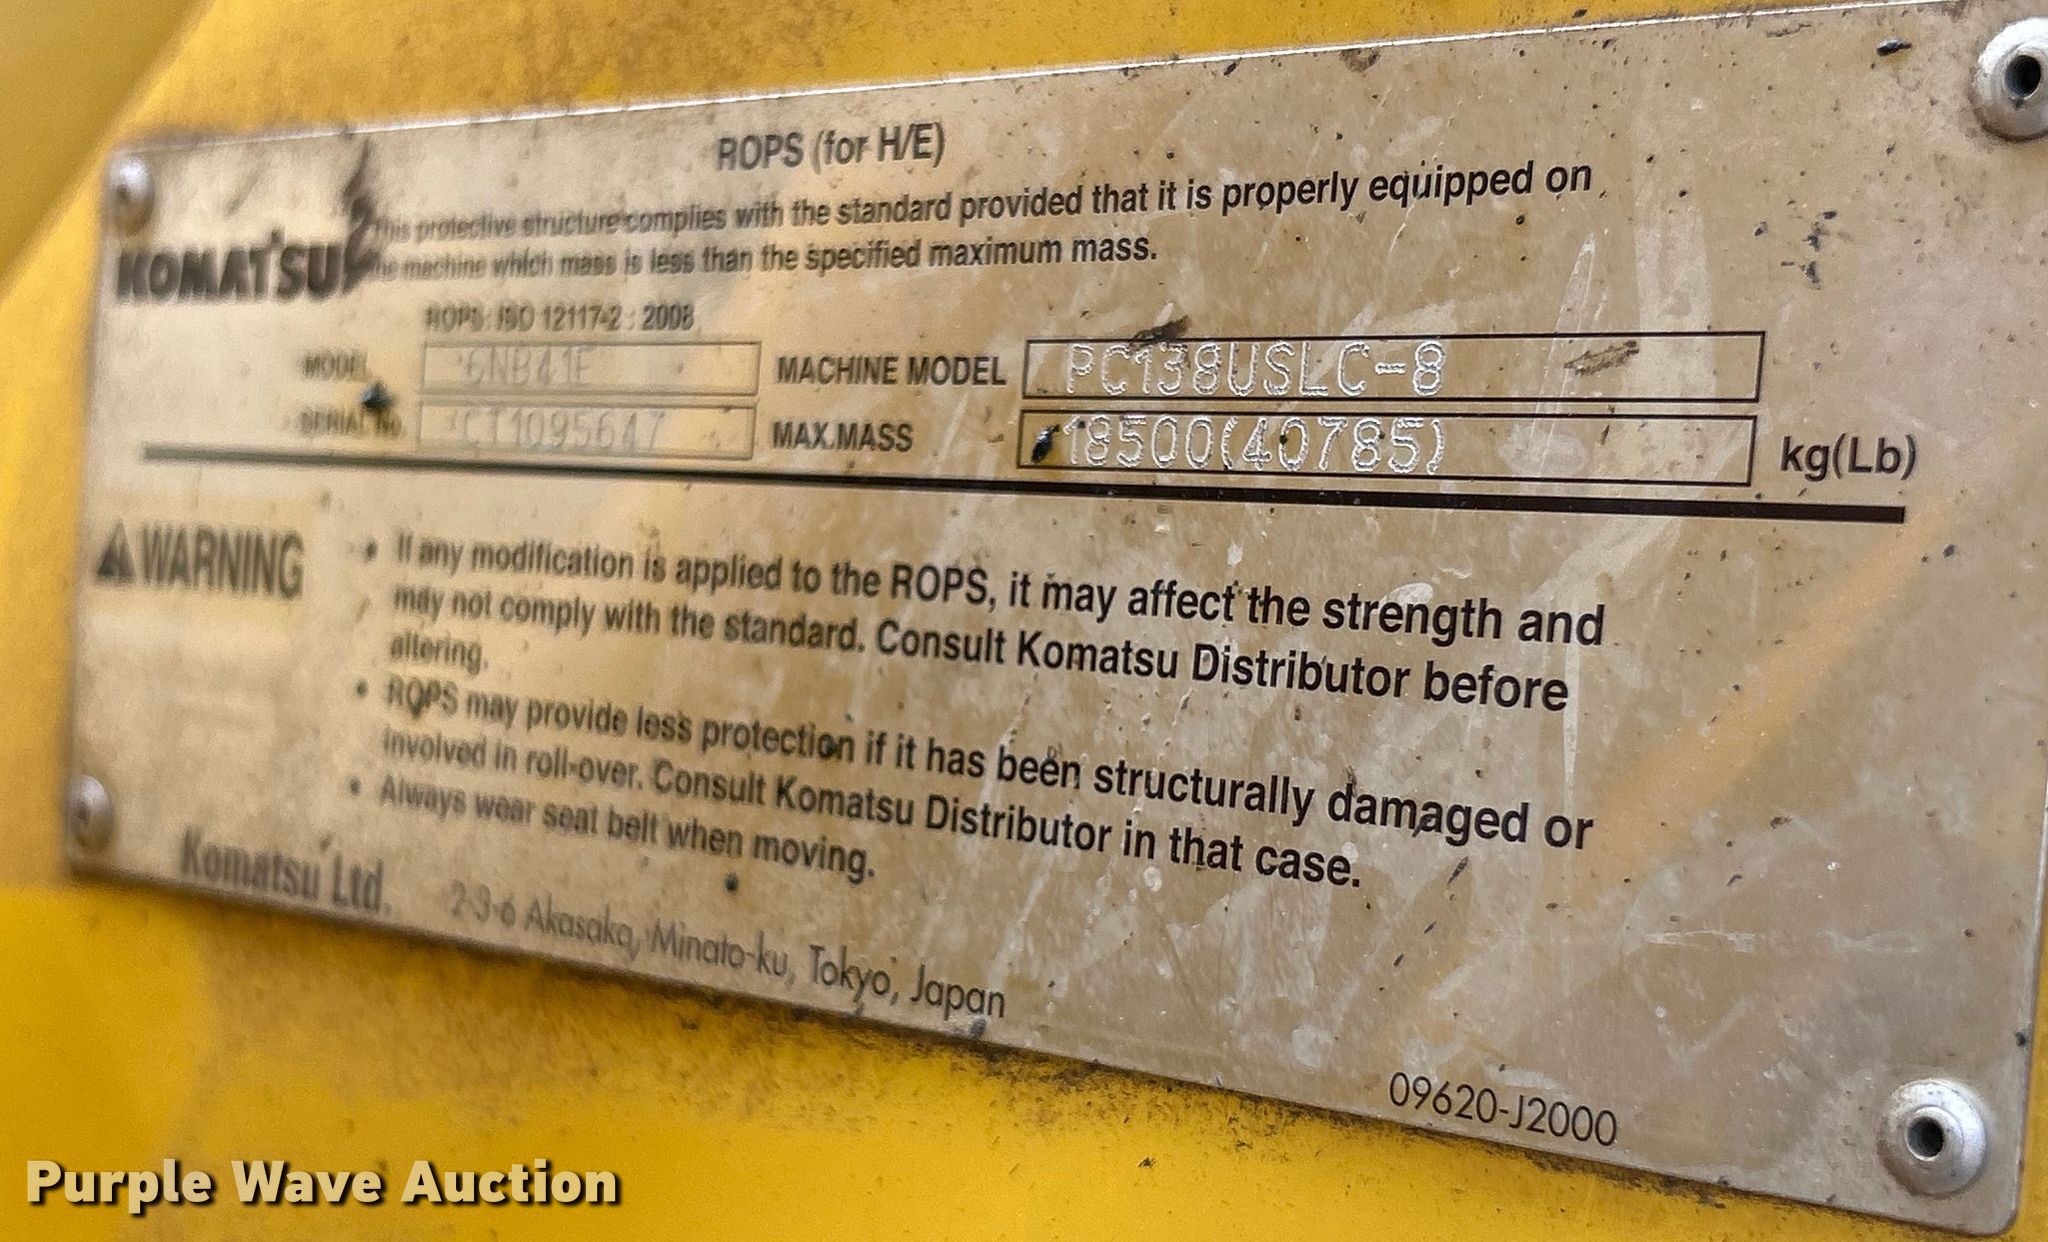 ROPS (for H/E)
KOMATSU
This protective structure complies with the standard provided that it is properly equipped on
the machine which mass is less than the specified maximum mass.
ROPS: ISO 12117-2 : 2008
MODEL MACHINE MODEL PC138USLC-8
SERIAL No. CT1095647 MAX.MASS 18500(40785) kg(Lb)
WARNING
• If any modification is applied to the ROPS, it may affect the strength and
may not comply with the standard. Consult Komatsu Distributor before
altering.
• ROPS may provide less protection if it has been structurally damaged or
involved in roll-over. Consult Komatsu Distributor in that case.
• Always wear seat belt when moving.
Komatsu Ltd. 2-3-6 Akasaka, Minato-ku, Tokyo, Japan
09620-J2000
Purple Wave Auction